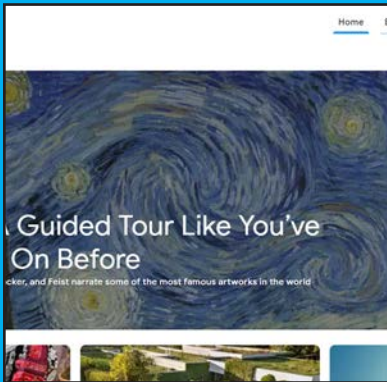 Home
Guided Tour Like You've
On Before
and Feist narrate some of the most famous artworks in the world